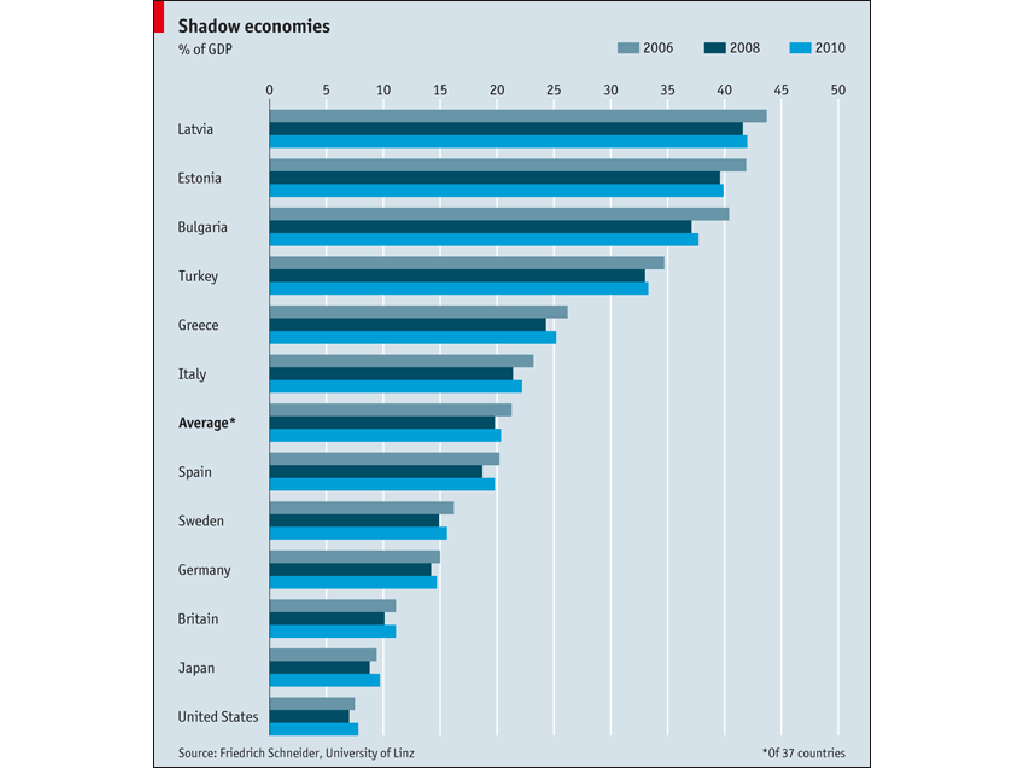 Shadow economies
% of GDP
2006 2008 2010
0 5 10 15 20 25 30 35 40 45 50
Latvia
Estonia
Bulgaria
Turkey
Greece
Italy
Average*
Spain
Sweden
Germany
Britain
Japan
United States
Source: Friedrich Schneider, University of Linz *Of 37 countries